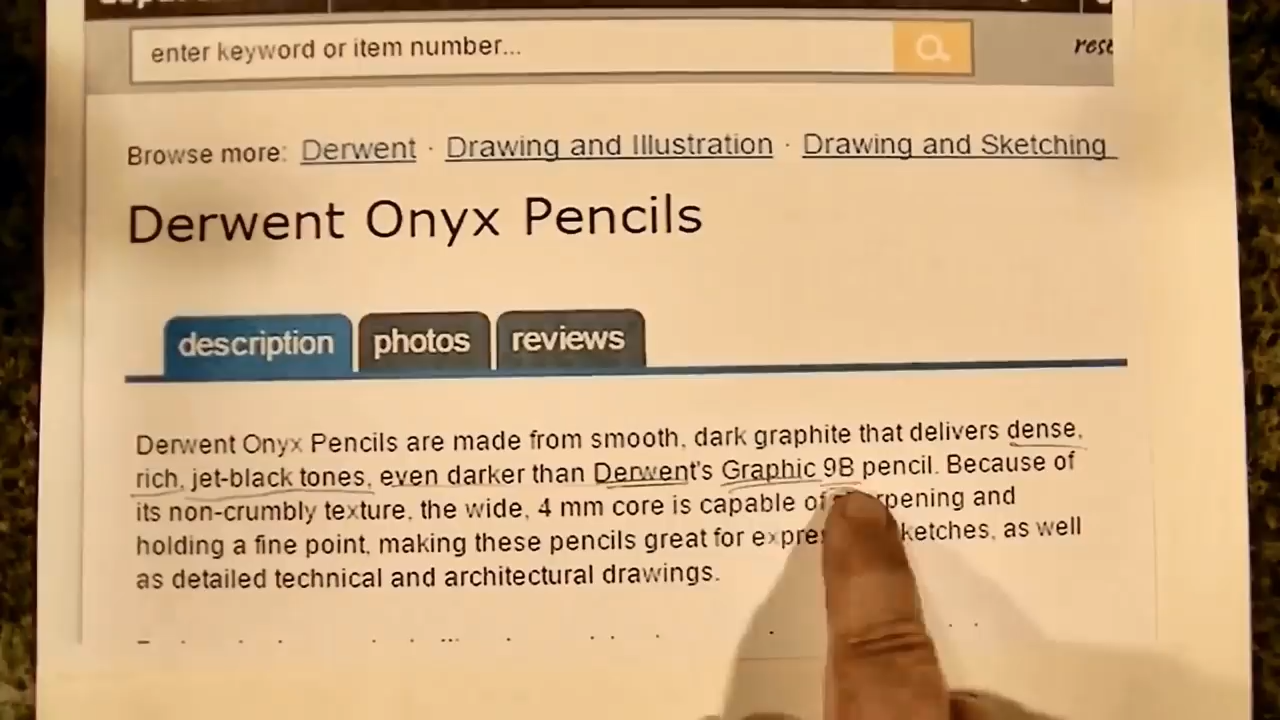 enter keyword or item number...
Browse more: Derwent · Drawing and Illustration · Drawing and Sketching
Derwent Onyx Pencils
description photos reviews
Derwent Onyx Pencils are made from smooth, dark graphite that delivers dense,
rich, jet-black tones, even darker than Derwent's Graphic 9B pencil. Because of
its non-crumbly texture, the wide, 4 mm core is capable of and
holding a fine point, making these pencils great for as well
as detailed technical and architectural drawings.